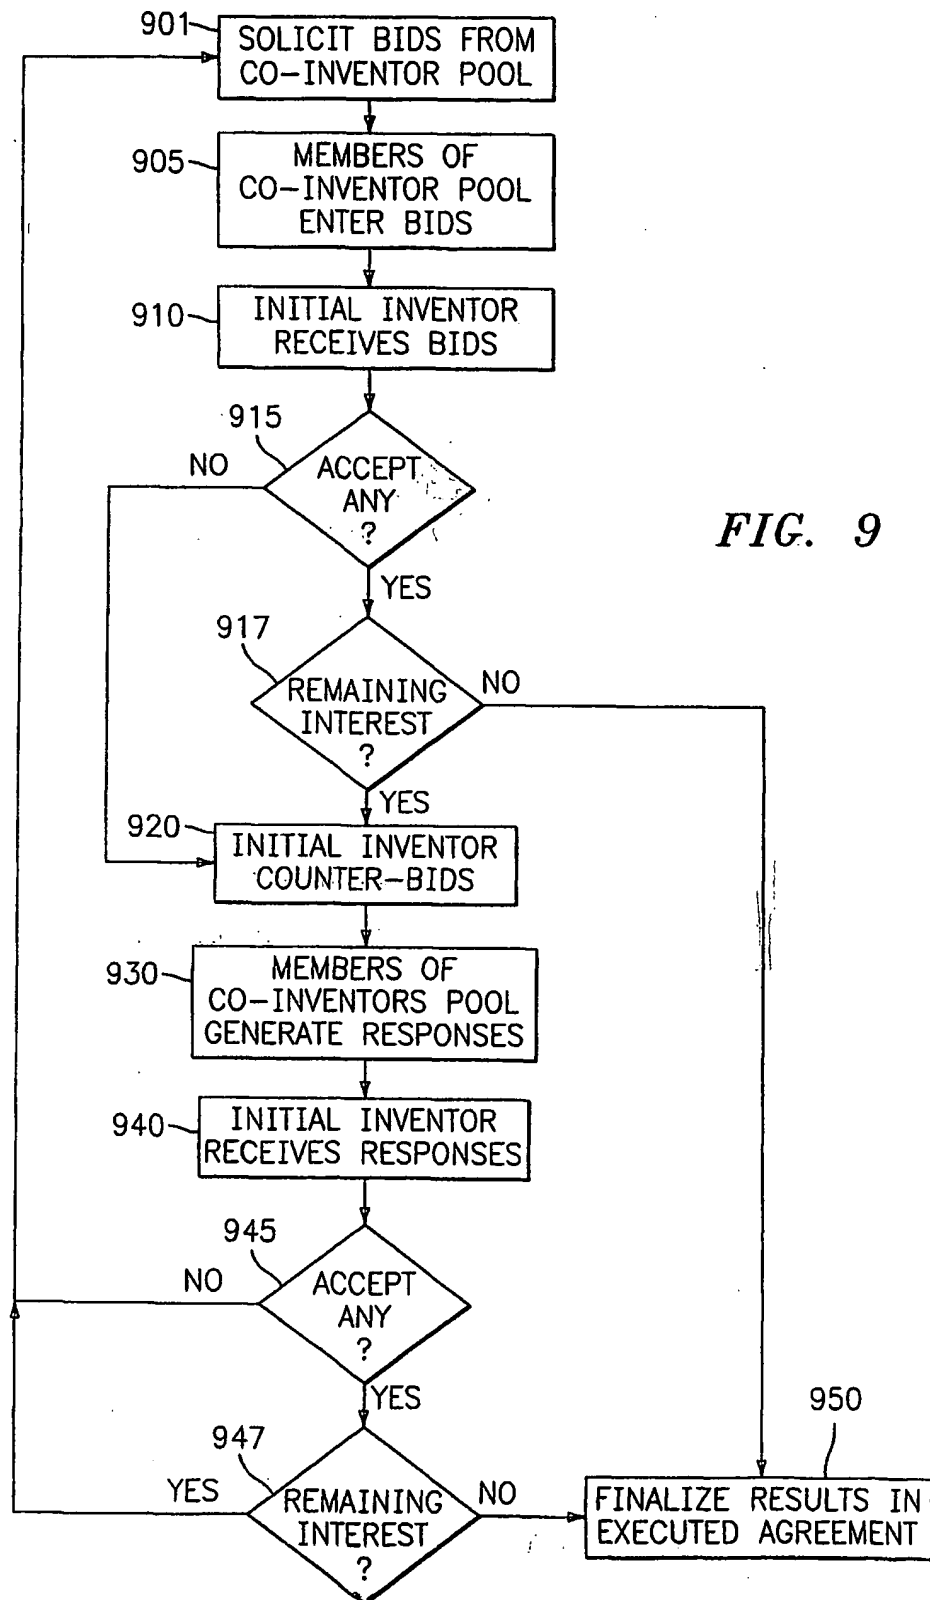 901
SOLICIT BIDS FROM
CO-INVENTOR POOL
905
MEMBERS OF
CO-INVENTOR POOL
ENTER BIDS
910
INITIAL INVENTOR
RECEIVES BIDS
915
NO
ACCEPT
ANY
?
FIG. 9
YES
917
REMAINING
INTEREST
?
NO
YES
920
INITIAL INVENTOR
COUNTER-BIDS
930
MEMBERS OF
CO-INVENTORS POOL
GENERATE RESPONSES
940
INITIAL INVENTOR
RECEIVES RESPONSES
945
NO
ACCEPT
ANY
?
YES
947
YES
REMAINING
INTEREST
?
NO
950
FINALIZE RESULTS IN
EXECUTED AGREEMENT